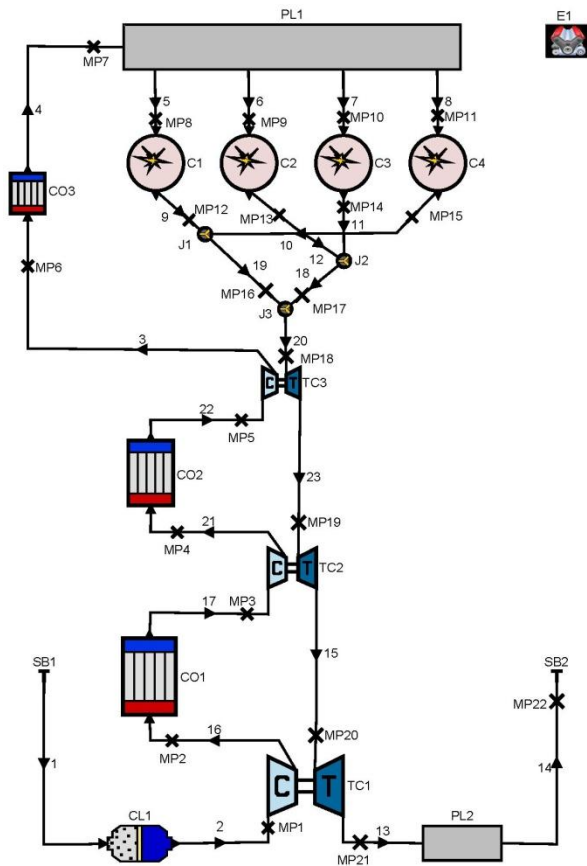 PL1
E1
MP7
4
5
6
7
8
MP8
MP9
MP10
MP11
C1
C2
C3
C4
CO3
MP12
MP13
MP14
MP15
9
10
11
12
J1
J2
MP6
19
18
MP16
MP17
J3
3
20
MP18
C
T
TC3
22
MP5
CO2
23
21
MP4
MP19
C
T
TC2
17
MP3
SB1
SB2
CO1
15
MP22
16
MP2
MP20
1
14
C
T
TC1
CL1
2
MP1
13
PL2
MP21